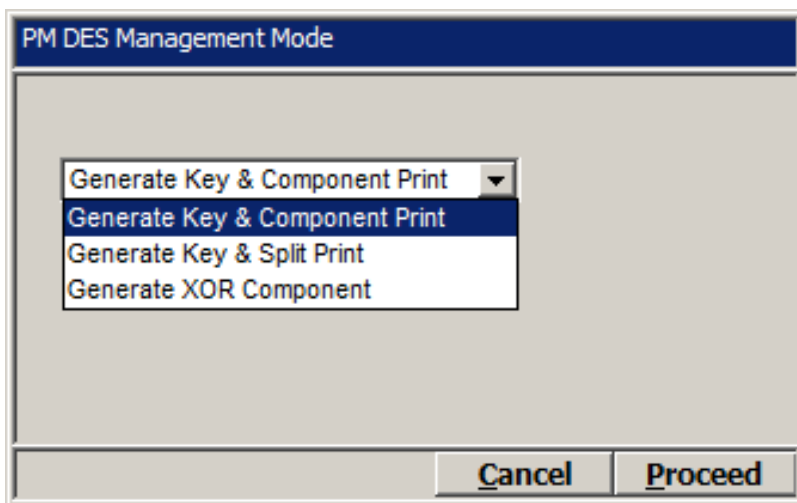 PM DES Management Mode
Generate Key & Component Print
Generate Key & Component Print
Generate Key & Split Print
Generate XOR Component
Cancel Proceed